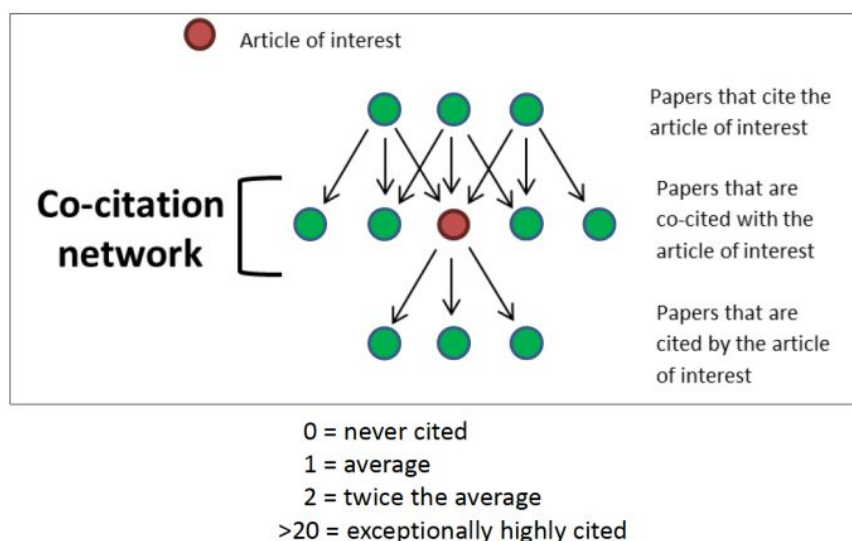 Article of interest
Papers that cite the
article of interest
Co-citation
network
Papers that are
co-cited with the
article of interest
Papers that are
cited by the article
of interest
0 = never cited
1 = average
2 = twice the average
>20 = exceptionally highly cited